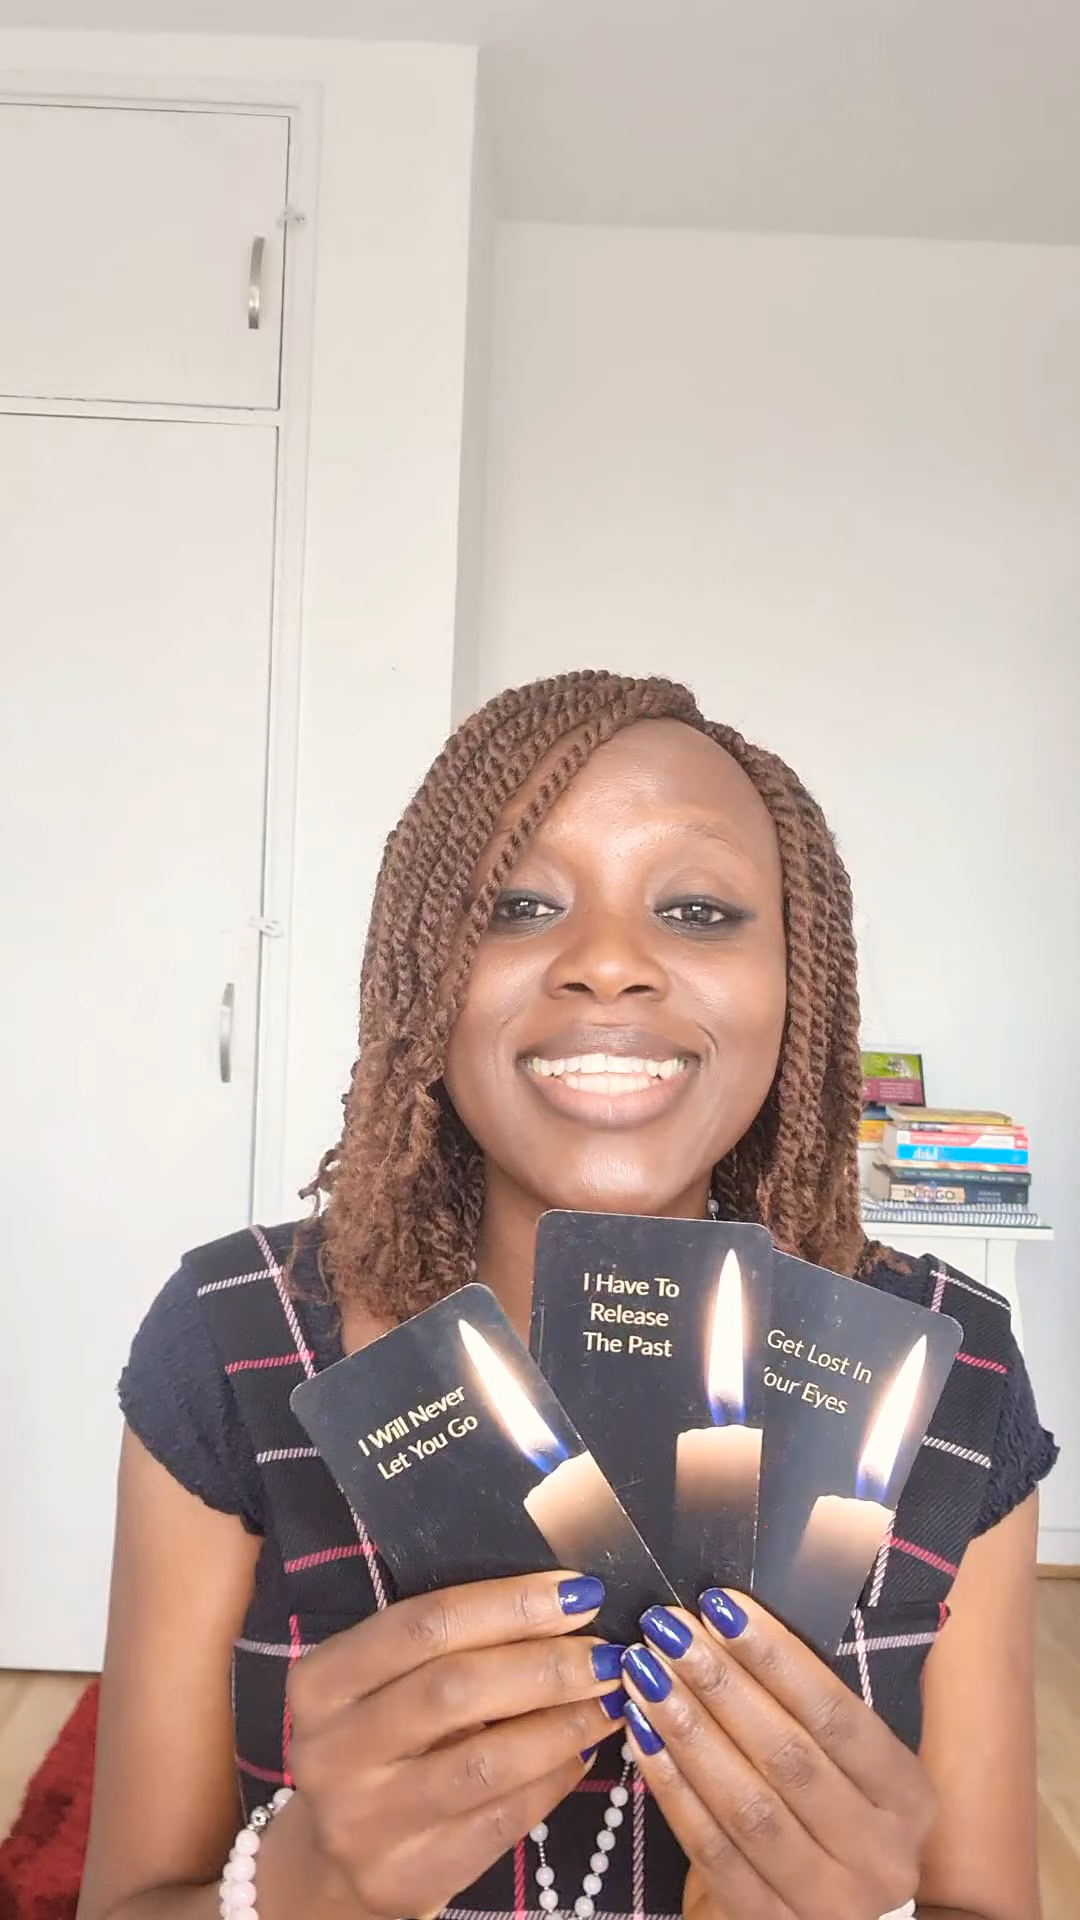 I Will Never
Let You Go
I Have To
Release
The Past
Get Lost In
Your Eyes
INDIGO